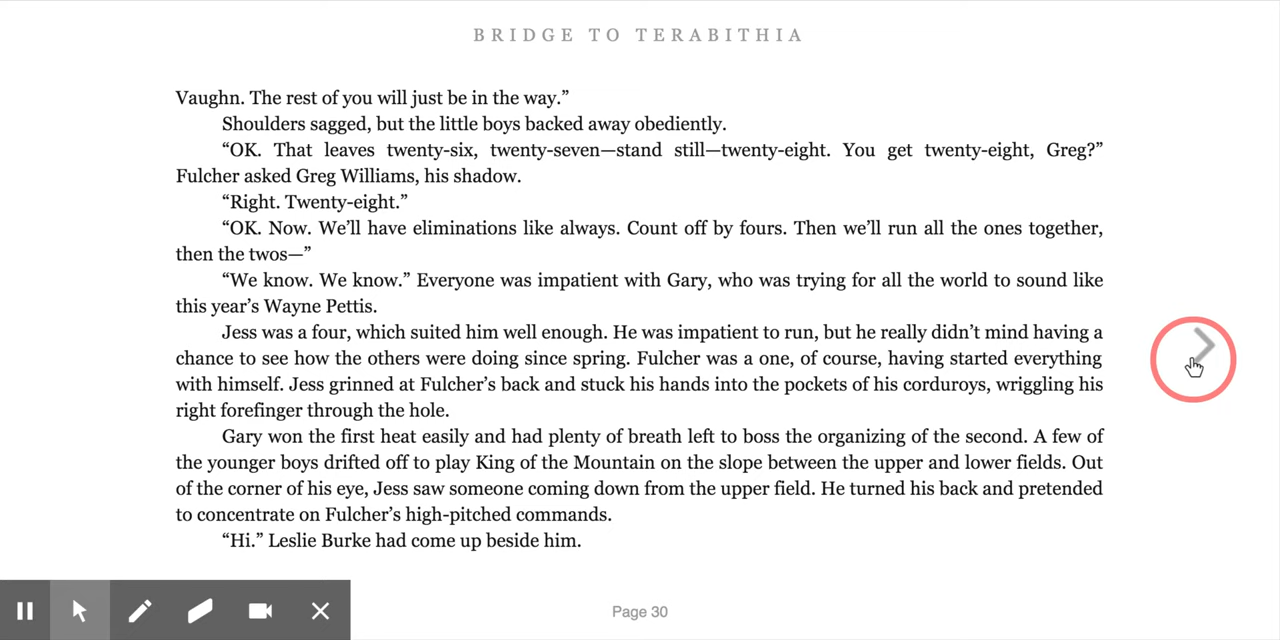 BRIDGE TO TERABITHIA
Vaughn. The rest of you will just be in the way.”
Shoulders sagged, but the little boys backed away obediently.
“OK. That leaves twenty-six, twenty-seven—stand still—twenty-eight. You get twenty-eight, Greg?”
Fulcher asked Greg Williams, his shadow.
“Right. Twenty-eight.”
“OK. Now. We’ll have eliminations like always. Count off by fours. Then we’ll run all the ones together,
then the twos—”
“We know. We know.” Everyone was impatient with Gary, who was trying for all the world to sound like
this year’s Wayne Pettis.
Jess was a four, which suited him well enough. He was impatient to run, but he really didn’t mind having a
chance to see how the others were doing since spring. Fulcher was a one, of course, having started everything
with himself. Jess grinned at Fulcher’s back and stuck his hands into the pockets of his corduroys, wriggling his
right forefinger through the hole.
Gary won the first heat easily and had plenty of breath left to boss the organizing of the second. A few of
the younger boys drifted off to play King of the Mountain on the slope between the upper and lower fields. Out
of the corner of his eye, Jess saw someone coming down from the upper field. He turned his back and pretended
to concentrate on Fulcher’s high-pitched commands.
“Hi.” Leslie Burke had come up beside him.
Page 30